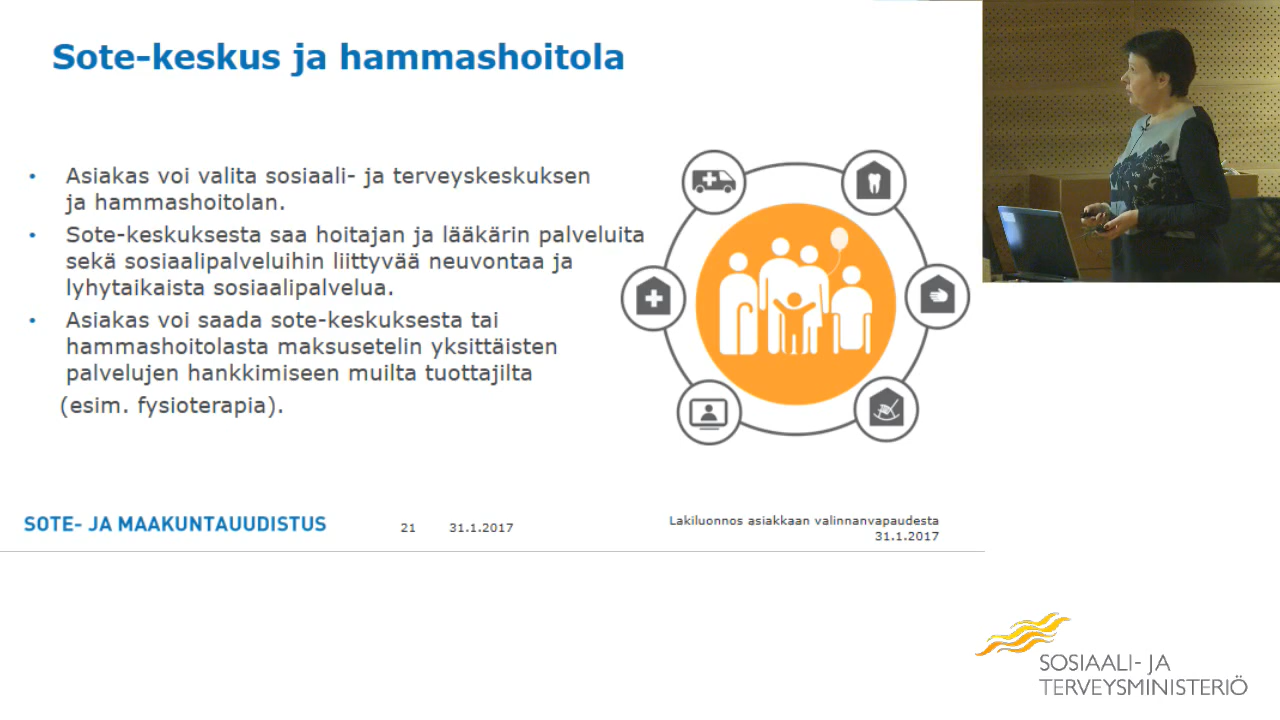 Sote-keskus ja hammashoitola
• Asiakas voi valita sosiaali- ja terveyskeskuksen
ja hammashoitolan.
• Sote-keskuksesta saa hoitajan ja lääkärin palveluita
sekä sosiaalipalveluihin liittyvää neuvontaa ja
lyhytaikaista sosiaalipalvelua.
• Asiakas voi saada sote-keskuksesta tai
hammashoitolasta maksusetelin yksittäisten
palvelujen hankkimiseen muilta tuottajilta
(esim. fysioterapia).
SOTE- JA MAAKUNTAUUDISTUS
21
31.1.2017
Lakiluonnos asiakkaan valinnanvapaudesta
31.1.2017
SOSIAALI- JA
TERVEYSMINISTERIÖ